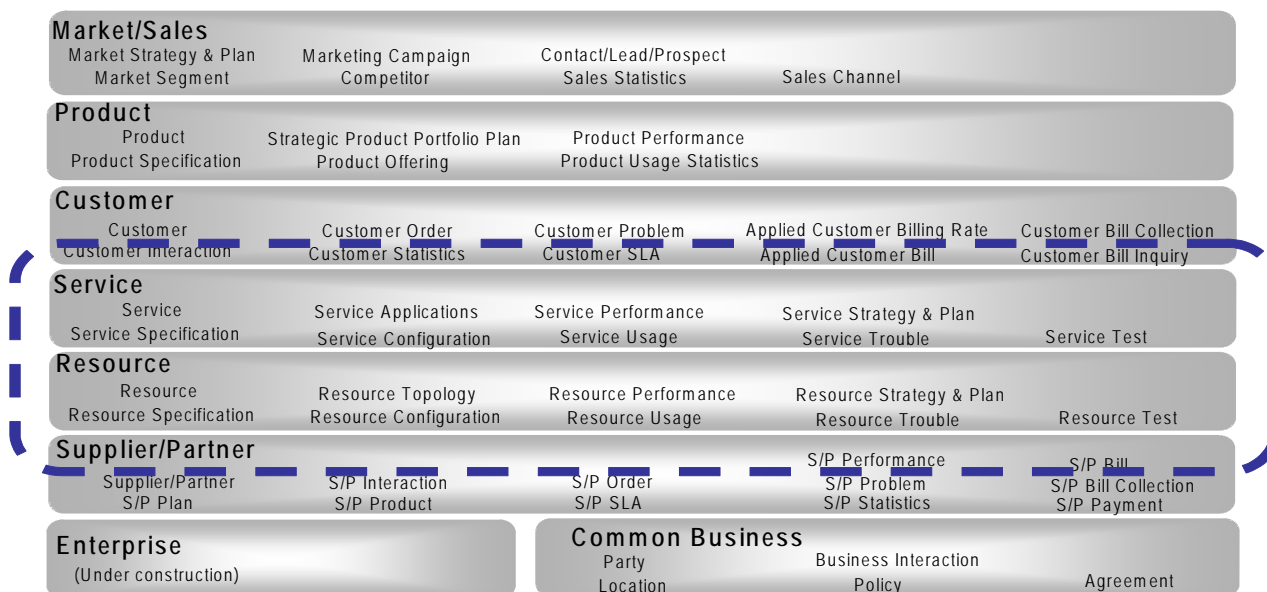 Market/Sales
Market Strategy & Plan Marketing Campaign Contact/Lead/Prospect
Market Segment Competitor Sales Statistics Sales Channel
Product
Product Strategic Product Portfolio Plan Product Performance
Product Specification Product Offering Product Usage Statistics
Customer
Customer Customer Order Customer Problem Applied Customer Billing Rate Customer Bill Collection
Customer Interaction Customer Statistics Customer SLA Applied Customer Bill Customer Bill Inquiry
Service
Service Service Applications Service Performance Service Strategy & Plan
Service Specification Service Configuration Service Usage Service Trouble Service Test
Resource
Resource Resource Topology Resource Performance Resource Strategy & Plan
Resource Specification Resource Configuration Resource Usage Resource Trouble Resource Test
Supplier/Partner
S/P Performance S/P Bill
Supplier/Partner S/P Interaction S/P Order S/P Problem S/P Bill Collection
S/P Plan S/P Product S/P SLA S/P Statistics S/P Payment
Enterprise
(Under construction)
Common Business
Party Business Interaction
Location Policy Agreement